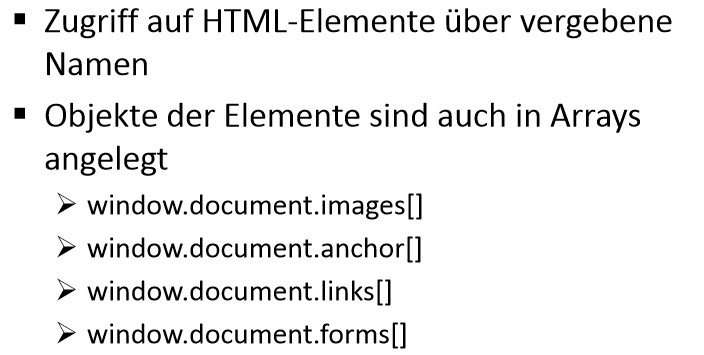 ▪ Zugriff auf HTML-Elemente über vergebene
Namen
▪ Objekte der Elemente sind auch in Arrays
angelegt
➢ window.document.images[]
➢ window.document.anchor[]
➢ window.document.links[]
➢ window.document.forms[]